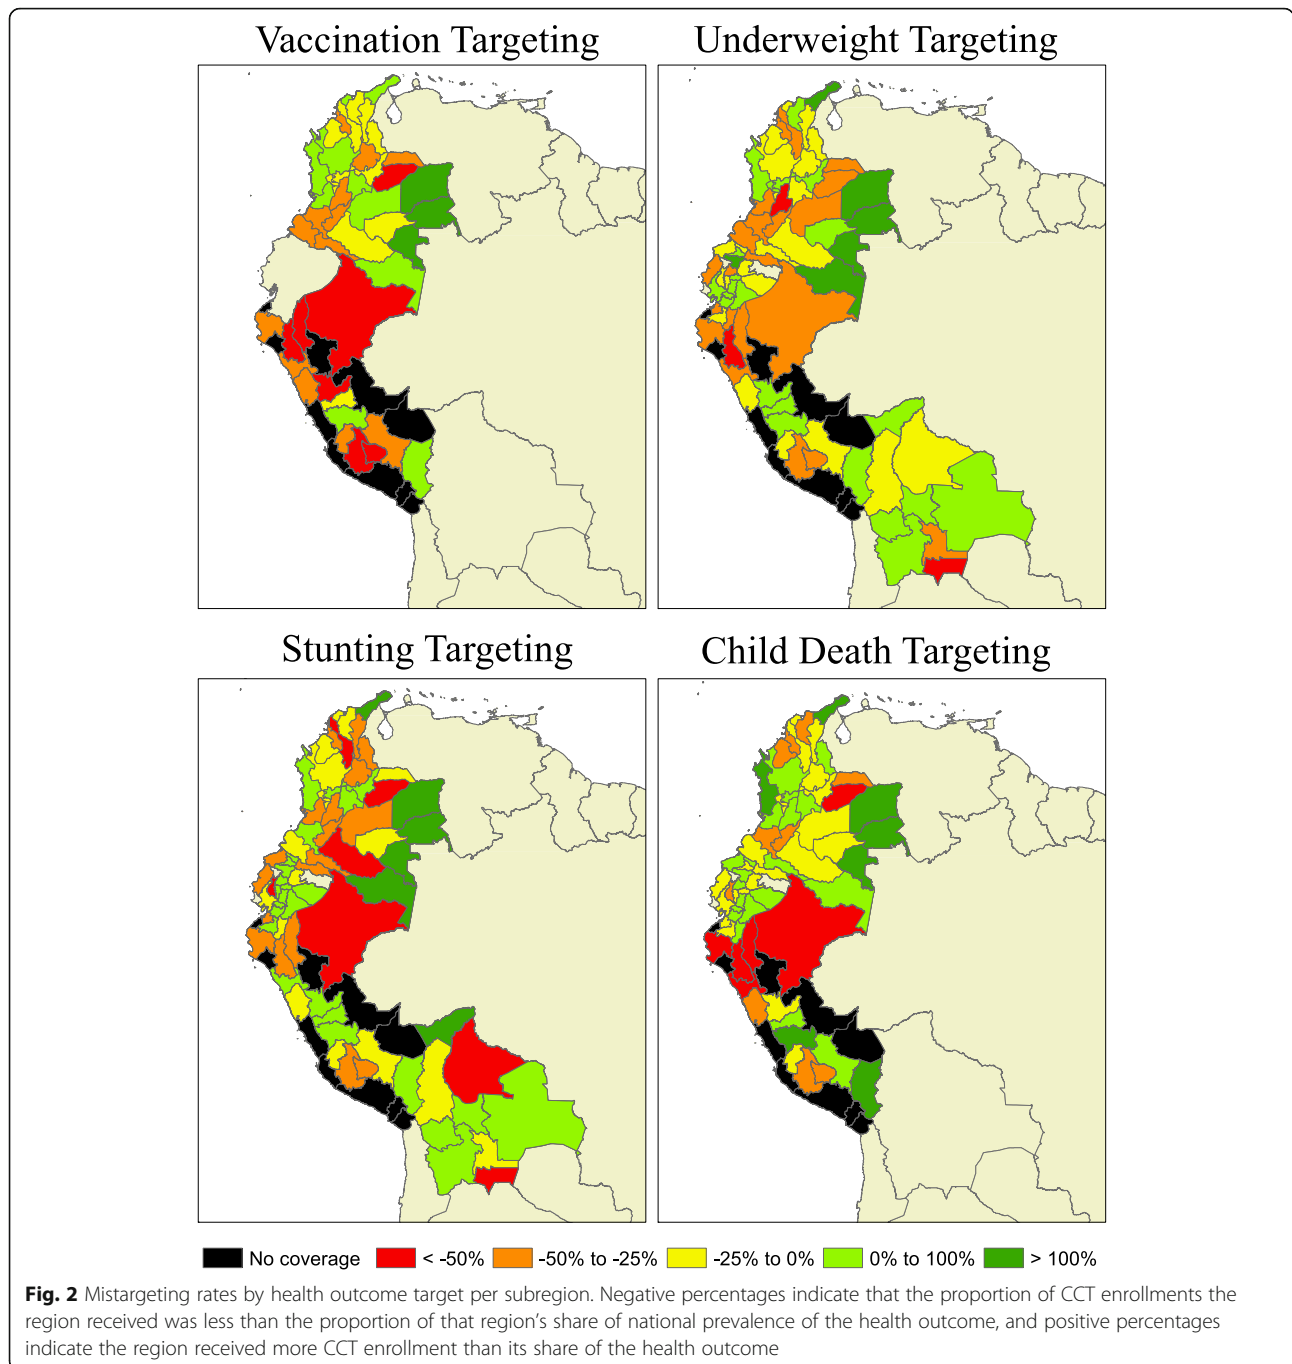 Vaccination Targeting
Underweight Targeting
Stunting Targeting
Child Death Targeting
No coverage
< -50%
-50% to -25%
-25% to 0%
0% to 100%
> 100%
Fig. 2 Mistargeting rates by health outcome target per subregion. Negative percentages indicate that the proportion of CCT enrollments the
region received was less than the proportion of that region's share of national prevalence of the health outcome, and positive percentages
indicate the region received more CCT enrollment than its share of the health outcome